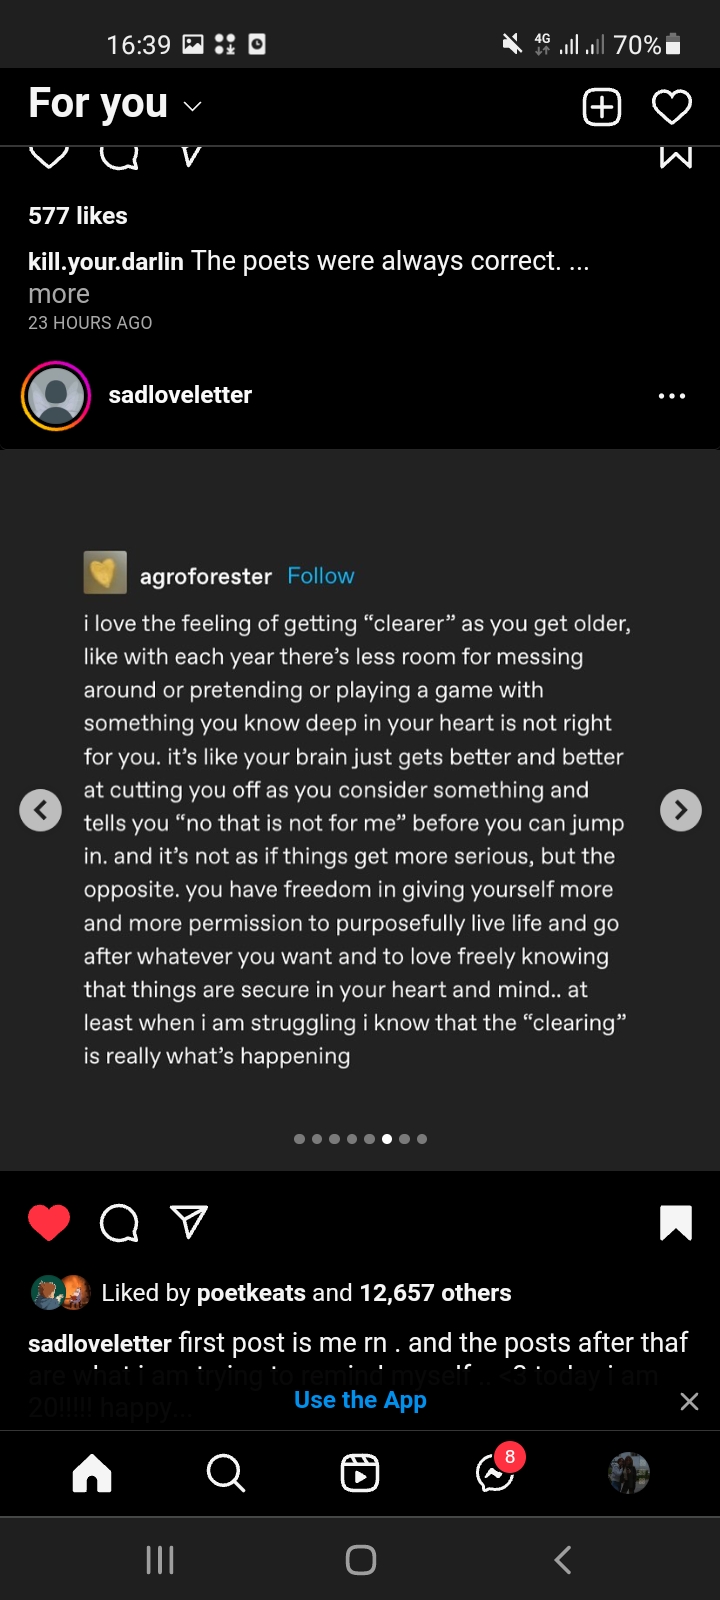 16:39 4G 70%
For you
577 likes
kill.your.darlin The poets were always correct. ...
more
23 HOURS AGO
sadloveletter
agroforester Follow
i love the feeling of getting “clearer” as you get older,
like with each year there’s less room for messing
around or pretending or playing a game with
something you know deep in your heart is not right
for you. it’s like your brain just gets better and better
at cutting you off as you consider something and
tells you “no that is not for me” before you can jump
in. and it’s not as if things get more serious, but the
opposite. you have freedom in giving yourself more
and more permission to purposefully live life and go
after whatever you want and to love freely knowing
that things are secure in your heart and mind.. at
least when i am struggling i know that the “clearing”
is really what’s happening
Liked by poetkeats and 12,657 others
sadloveletter first post is me rn . and the posts after thaf
are what i am trying to remind myself .. <3 today i am
20!!!!! happy...
Use the App
8